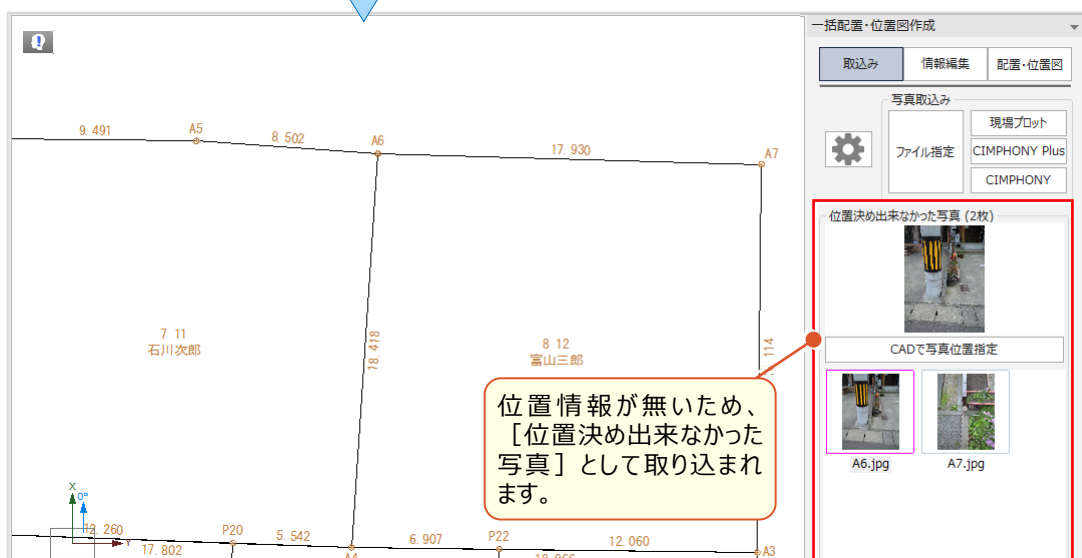 一括配置・位置図作成
取込み
情報編集
配置・位置図
写真取込み
ファイル指定
現場プロット
CIMPHONY Plus
CIMPHONY
位置決め出来なかった写真 (2枚)
CADで写真位置指定
A6.jpg
A7.jpg
9.491
A5
8.502
A6
17.930
A7
7 11
石川次郎
18.418
8 12
富山三郎
114
位置情報が無いため、
［位置決め出来なかった
写真］として取り込まれ
ます。
X
0°
Y
12.260
17.802
P20
5.542
A4
6.907
P22
12.060
18.966
A3